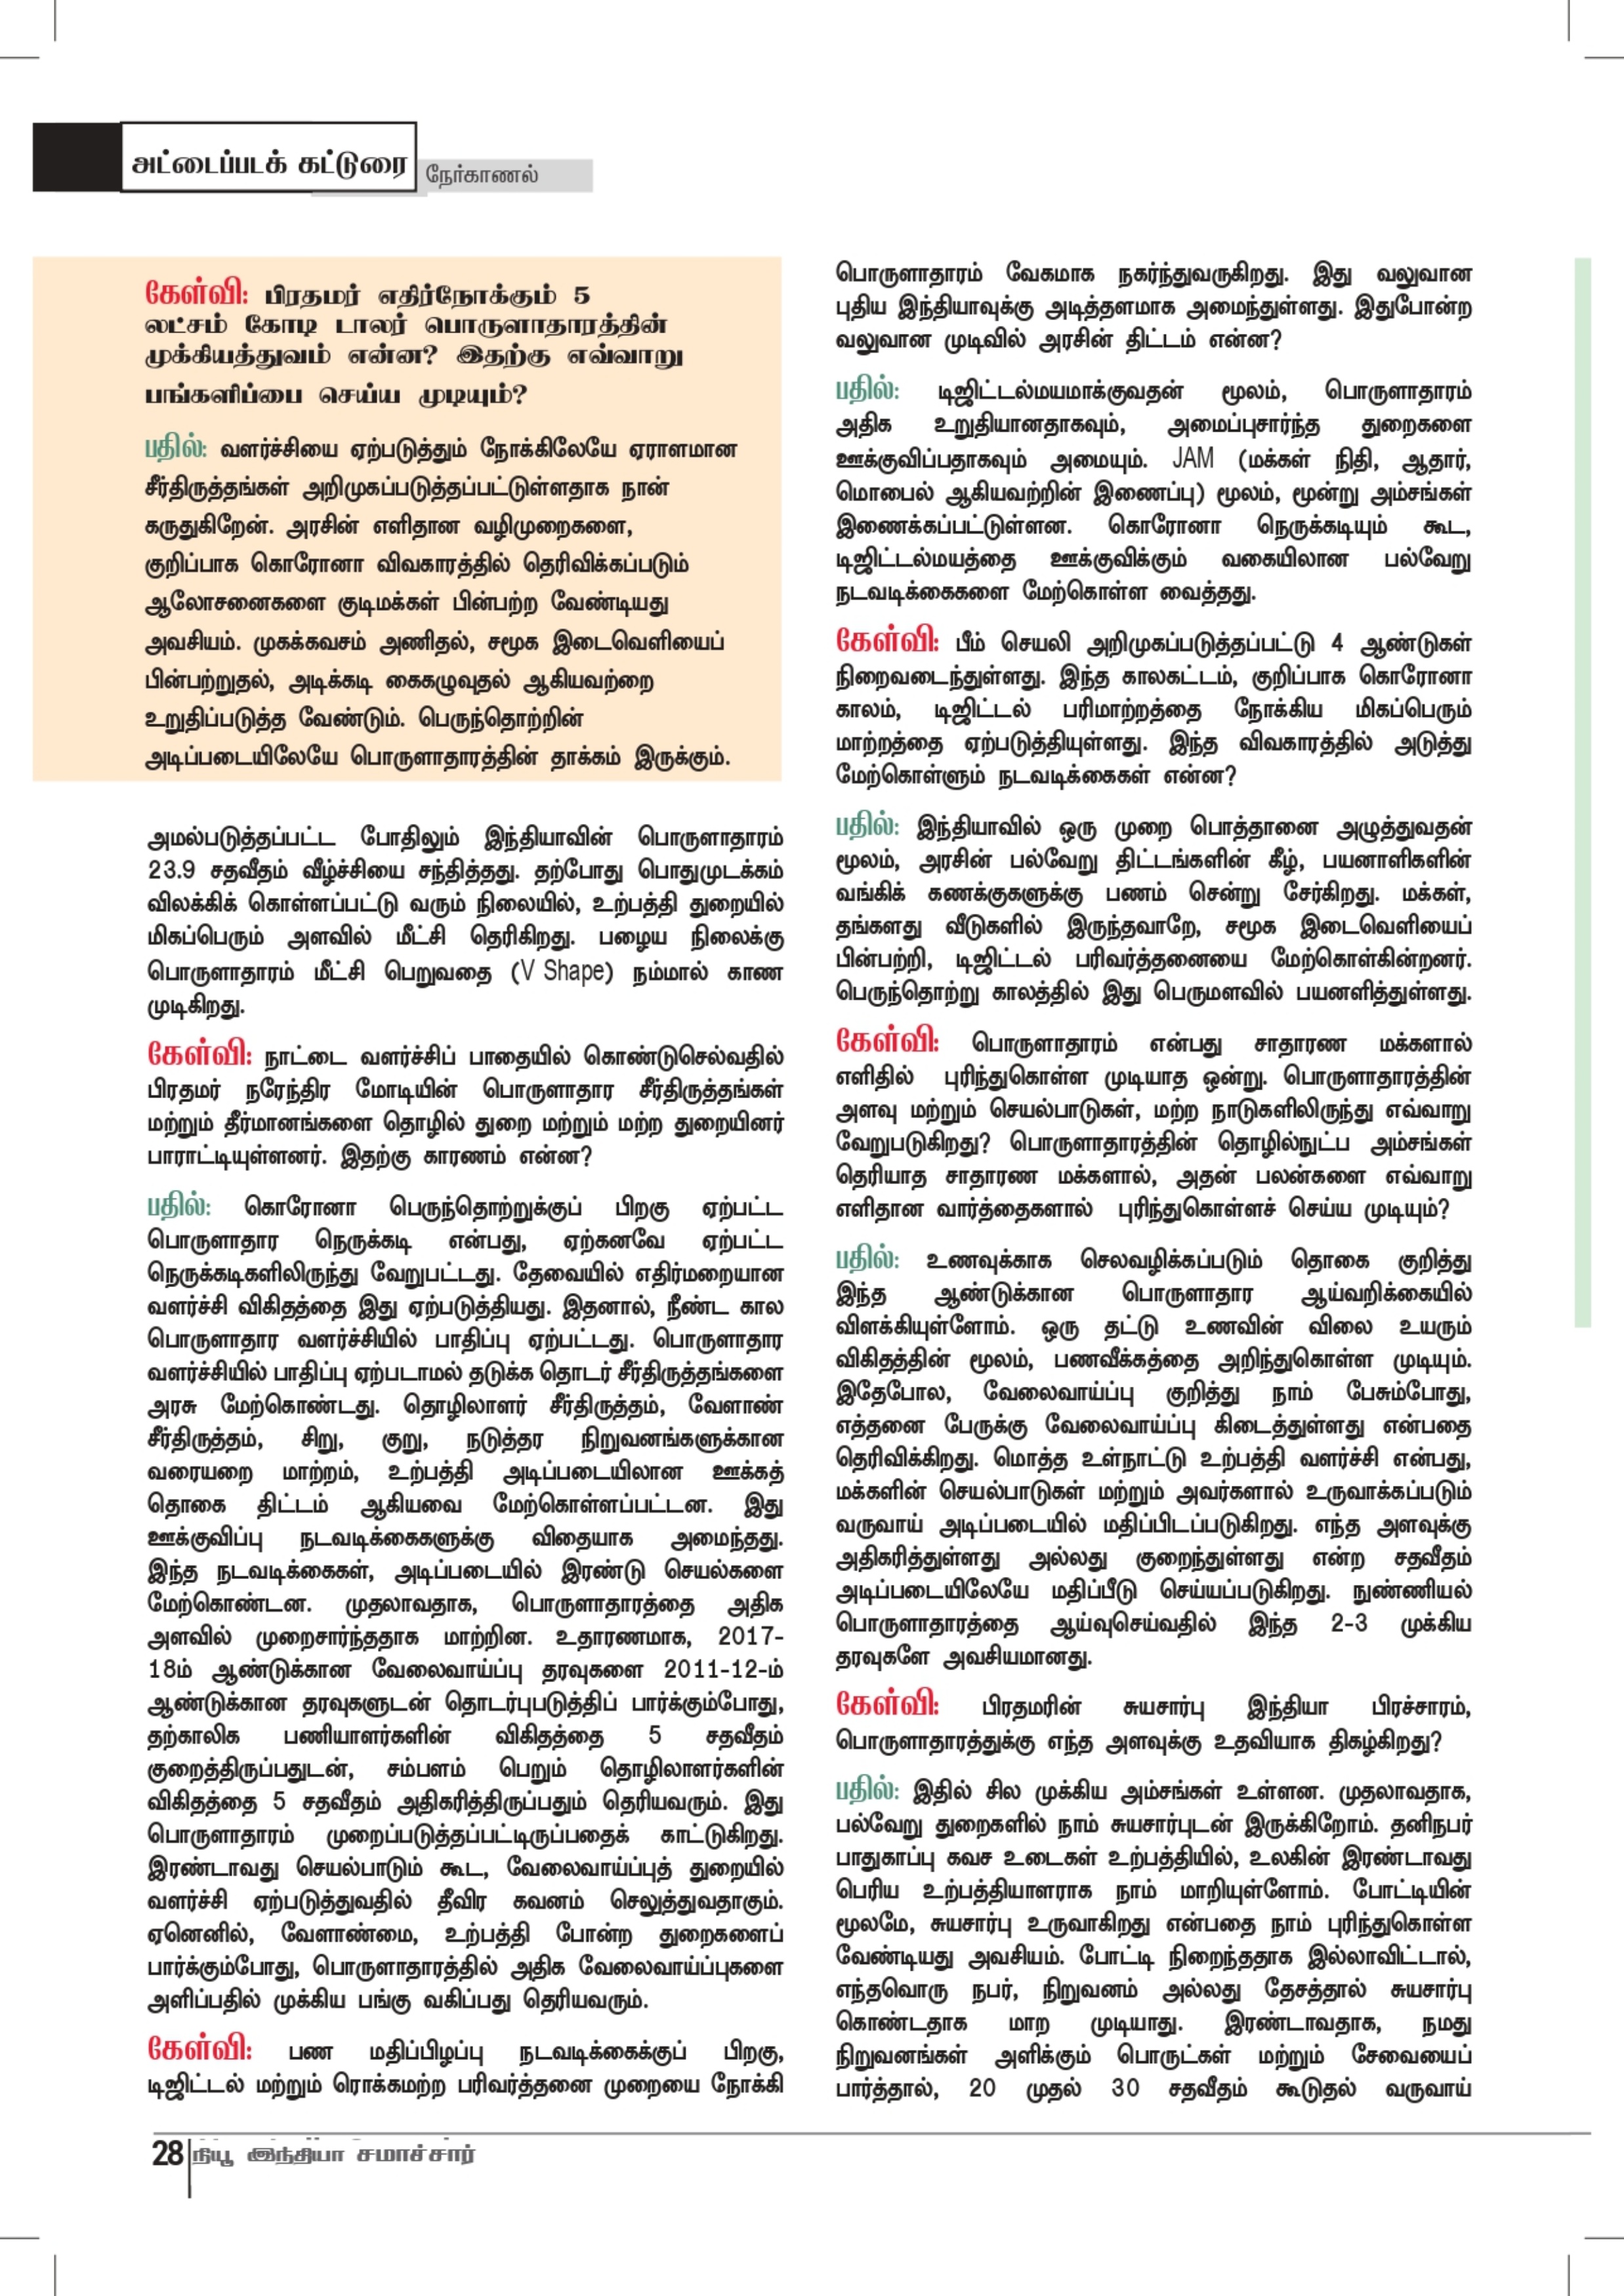 அட்டைப்படக் கட்டுரை
நேர்காணல்
கேள்வி: பிரதமர் எதிர்நோக்கும் 5
லட்சம் கோடி டாலர் பொருளாதாரத்தின்
முக்கியத்துவம் என்ன? இதற்கு எவ்வாறு
பங்களிப்பை செய்ய முடியும்?
பதில்: வளர்ச்சியை ஏற்படுத்தும் நோக்கிலேயே ஏராளமான
சீர்திருத்தங்கள் அறிமுகப்படுத்தப்பட்டுள்ளதாக நான்
கருதுகிறேன். அரசின் எளிதான வழிமுறைகளை,
குறிப்பாக கொரோனா விவகாரத்தில் தெரிவிக்கப்படும்
ஆலோசனைகளை குடிமக்கள் பின்பற்ற வேண்டியது
அவசியம். முகக்கவசம் அணிதல், சமூக இடைவெளியைப்
பின்பற்றுதல், அடிக்கடி கைகழுவுதல் ஆகியவற்றை
உறுதிப்படுத்த வேண்டும். பெருந்தொற்றின்
அடிப்படையிலேயே பொருளாதாரத்தின் தாக்கம் இருக்கும்.
அமல்படுத்தப்பட்ட போதிலும் இந்தியாவின் பொருளாதாரம்
23.9 சதவீதம் வீழ்ச்சியை சந்தித்தது. தற்போது பொதுமுடக்கம்
விலக்கிக் கொள்ளப்பட்டு வரும் நிலையில், உற்பத்தி துறையில்
மிகப்பெரும் அளவில் மீட்சி தெரிகிறது. பழைய நிலைக்கு
பொருளாதாரம் மீட்சி பெறுவதை (V Shape) நம்மால் காண
முடிகிறது.
கேள்வி: நாட்டை வளர்ச்சிப் பாதையில் கொண்டுசெல்வதில்
பிரதமர் நரேந்திர மோடியின் பொருளாதார சீர்திருத்தங்கள்
மற்றும் தீர்மானங்களை தொழில் துறை மற்றும் மற்ற துறையினர்
பாராட்டியுள்ளனர். இதற்கு காரணம் என்ன?
பதில்: கொரோனா பெருந்தொற்றுக்குப் பிறகு ஏற்பட்ட
பொருளாதார நெருக்கடி என்பது, ஏற்கனவே ஏற்பட்ட
நெருக்கடிகளிலிருந்து வேறுபட்டது. தேவையில் எதிர்மறையான
வளர்ச்சி விகிதத்தை இது ஏற்படுத்தியது. இதனால், நீண்ட கால
பொருளாதார வளர்ச்சியில் பாதிப்பு ஏற்பட்டது. பொருளாதார
வளர்ச்சியில் பாதிப்பு ஏற்படாமல் தடுக்க தொடர் சீர்திருத்தங்களை
அரசு மேற்கொண்டது. தொழிலாளர் சீர்திருத்தம், வேளாண்
சீர்திருத்தம், சிறு, குறு, நடுத்தர நிறுவனங்களுக்கான
வரையறை மாற்றம், உற்பத்தி அடிப்படையிலான ஊக்கத்
தொகை திட்டம் ஆகியவை மேற்கொள்ளப்பட்டன. இது
ஊக்குவிப்பு நடவடிக்கைகளுக்கு விதையாக அமைந்தது.
இந்த நடவடிக்கைகள், அடிப்படையில் இரண்டு செயல்களை
மேற்கொண்டன. முதலாவதாக, பொருளாதாரத்தை அதிக
அளவில் முறைசார்ந்ததாக மாற்றின. உதாரணமாக, 2017-
18ம் ஆண்டுக்கான வேலைவாய்ப்பு தரவுகளை 2011-12-ம்
ஆண்டுக்கான தரவுகளுடன் தொடர்புபடுத்திப் பார்க்கும்போது,
தற்காலிக பணியாளர்களின் விகிதத்தை 5 சதவீதம்
குறைத்திருப்பதுடன், சம்பளம் பெறும் தொழிலாளர்களின்
விகிதத்தை 5 சதவீதம் அதிகரித்திருப்பதும் தெரியவரும். இது
பொருளாதாரம் முறைப்படுத்தப்பட்டிருப்பதைக் காட்டுகிறது.
இரண்டாவது செயல்பாடும் கூட, வேலைவாய்ப்புத் துறையில்
வளர்ச்சி ஏற்படுத்துவதில் தீவிர கவனம் செலுத்துவதாகும்.
ஏனெனில், வேளாண்மை, உற்பத்தி போன்ற துறைகளைப்
பார்க்கும்போது, பொருளாதாரத்தில் அதிக வேலைவாய்ப்புகளை
அளிப்பதில் முக்கிய பங்கு வகிப்பது தெரியவரும்.
கேள்வி: பண மதிப்பிழப்பு நடவடிக்கைக்குப் பிறகு,
டிஜிட்டல் மற்றும் ரொக்கமற்ற பரிவர்த்தனை முறையை நோக்கி
பொருளாதாரம் வேகமாக நகர்ந்துவருகிறது. இது வலுவான
புதிய இந்தியாவுக்கு அடித்தளமாக அமைந்துள்ளது. இதுபோன்ற
வலுவான முடிவில் அரசின் திட்டம் என்ன?
பதில்: டிஜிட்டல்மயமாக்குவதன் மூலம், பொருளாதாரம்
அதிக உறுதியானதாகவும், அமைப்புசார்ந்த துறைகளை
ஊக்குவிப்பதாகவும் அமையும். JAM (மக்கள் நிதி, ஆதார்,
மொபைல் ஆகியவற்றின் இணைப்பு) மூலம், மூன்று அம்சங்கள்
இணைக்கப்பட்டுள்ளன. கொரோனா நெருக்கடியும் கூட,
டிஜிட்டல்மயத்தை ஊக்குவிக்கும் வகையிலான பல்வேறு
நடவடிக்கைகளை மேற்கொள்ள வைத்தது.
கேள்வி: பீம் செயலி அறிமுகப்படுத்தப்பட்டு 4 ஆண்டுகள்
நிறைவடைந்துள்ளது. இந்த காலகட்டம், குறிப்பாக கொரோனா
காலம், டிஜிட்டல் பரிமாற்றத்தை நோக்கிய மிகப்பெரும்
மாற்றத்தை ஏற்படுத்தியுள்ளது. இந்த விவகாரத்தில் அடுத்து
மேற்கொள்ளும் நடவடிக்கைகள் என்ன?
பதில்: இந்தியாவில் ஒரு முறை பொத்தானை அழுத்துவதன்
மூலம், அரசின் பல்வேறு திட்டங்களின் கீழ், பயனாளிகளின்
வங்கிக் கணக்குகளுக்கு பணம் சென்று சேர்கிறது. மக்கள்,
தங்களது வீடுகளில் இருந்தவாறே, சமூக இடைவெளியைப்
பின்பற்றி, டிஜிட்டல் பரிவர்த்தனையை மேற்கொள்கின்றனர்.
பெருந்தொற்று காலத்தில் இது பெருமளவில் பயனளித்துள்ளது.
கேள்வி: பொருளாதாரம் என்பது சாதாரண மக்களால்
எளிதில் புரிந்துகொள்ள முடியாத ஒன்று. பொருளாதாரத்தின்
அளவு மற்றும் செயல்பாடுகள், மற்ற நாடுகளிலிருந்து எவ்வாறு
வேறுபடுகிறது? பொருளாதாரத்தின் தொழில்நுட்ப அம்சங்கள்
தெரியாத சாதாரண மக்களால், அதன் பலன்களை எவ்வாறு
எளிதான வார்த்தைகளால் புரிந்துகொள்ளச் செய்ய முடியும்?
பதில்: உணவுக்காக செலவழிக்கப்படும் தொகை குறித்து
இந்த ஆண்டுக்கான பொருளாதார ஆய்வறிக்கையில்
விளக்கியுள்ளோம். ஒரு தட்டு உணவின் விலை உயரும்
விகிதத்தின் மூலம், பணவீக்கத்தை அறிந்துகொள்ள முடியும்.
இதேபோல, வேலைவாய்ப்பு குறித்து நாம் பேசும்போது,
எத்தனை பேருக்கு வேலைவாய்ப்பு கிடைத்துள்ளது என்பதை
தெரிவிக்கிறது. மொத்த உள்நாட்டு உற்பத்தி வளர்ச்சி என்பது,
மக்களின் செயல்பாடுகள் மற்றும் அவர்களால் உருவாக்கப்படும்
வருவாய் அடிப்படையில் மதிப்பிடப்படுகிறது. எந்த அளவுக்கு
அதிகரித்துள்ளது அல்லது குறைந்துள்ளது என்ற சதவீதம்
அடிப்படையிலேயே மதிப்பீடு செய்யப்படுகிறது. நுண்ணியல்
பொருளாதாரத்தை ஆய்வுசெய்வதில் இந்த 2-3 முக்கிய
தரவுகளே அவசியமானது.
கேள்வி: பிரதமரின் சுயசார்பு இந்தியா பிரச்சாரம்,
பொருளாதாரத்துக்கு எந்த அளவுக்கு உதவியாக திகழ்கிறது?
பதில்: இதில் சில முக்கிய அம்சங்கள் உள்ளன. முதலாவதாக,
பல்வேறு துறைகளில் நாம் சுயசார்புடன் இருக்கிறோம். தனிநபர்
பாதுகாப்பு கவச உடைகள் உற்பத்தியில், உலகின் இரண்டாவது
பெரிய உற்பத்தியாளராக நாம் மாறியுள்ளோம். போட்டியின்
மூலமே, சுயசார்பு உருவாகிறது என்பதை நாம் புரிந்துகொள்ள
வேண்டியது அவசியம். போட்டி நிறைந்ததாக இல்லாவிட்டால்,
எந்தவொரு நபர், நிறுவனம் அல்லது தேசத்தால் சுயசார்பு
கொண்டதாக மாற முடியாது. இரண்டாவதாக, நமது
நிறுவனங்கள் அளிக்கும் பொருட்கள் மற்றும் சேவையைப்
பார்த்தால், 20 முதல் 30 சதவீதம் கூடுதல் வருவாய்
28 நியூ இந்தியா சமாச்சார்